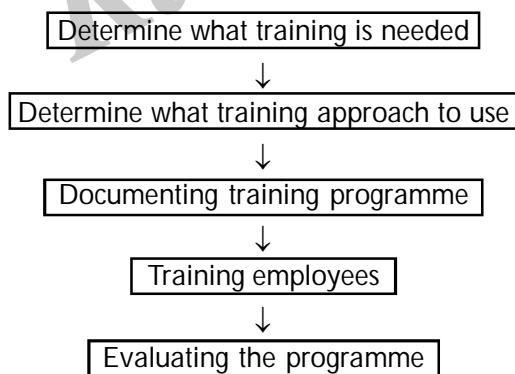 Determine what training is needed
↓
Determine what training approach to use
↓
Documenting training programme
↓
Training employees
↓
Evaluating the programme